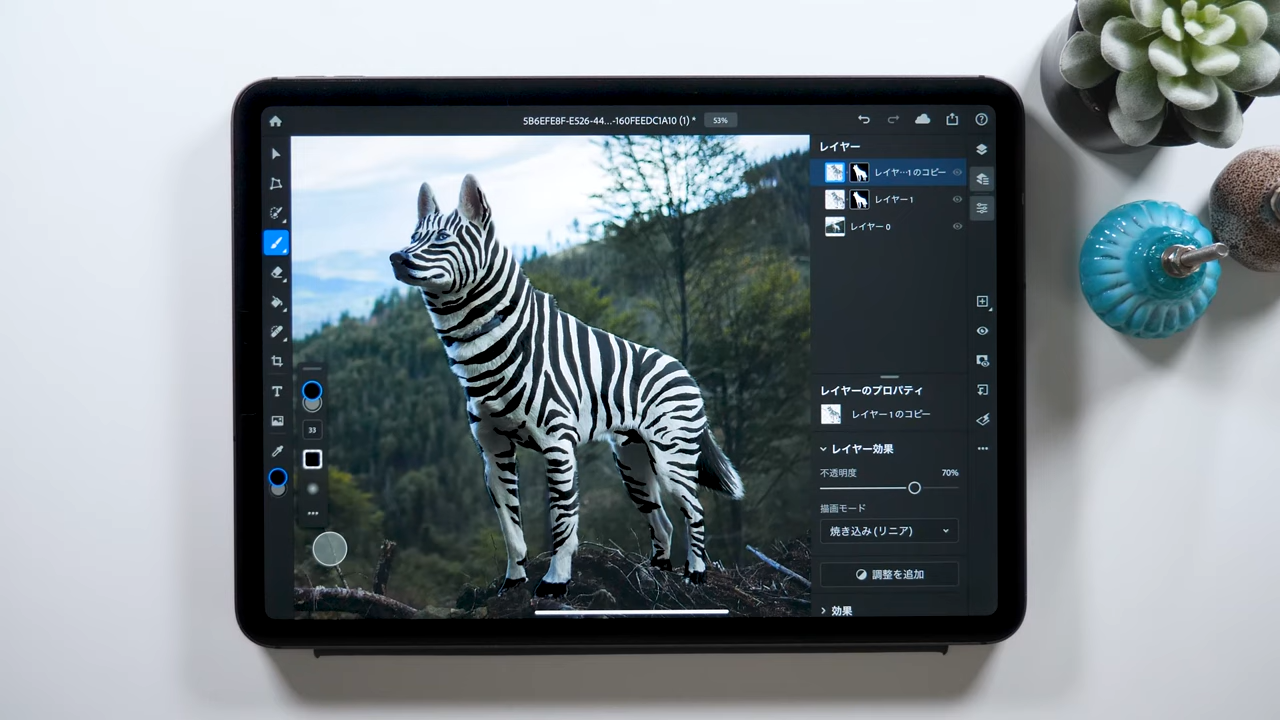 5B6EFE8F-E526-44...-160FEEDC1A10 (1) *
53%
レイヤー
レイヤ…1のコピー
レイヤー 1
レイヤー 0
T
33
レイヤーのプロパティ
レイヤー 1 のコピー
レイヤー効果
不透明度 70%
描画モード
焼き込み(リニア)
調整を追加
効果